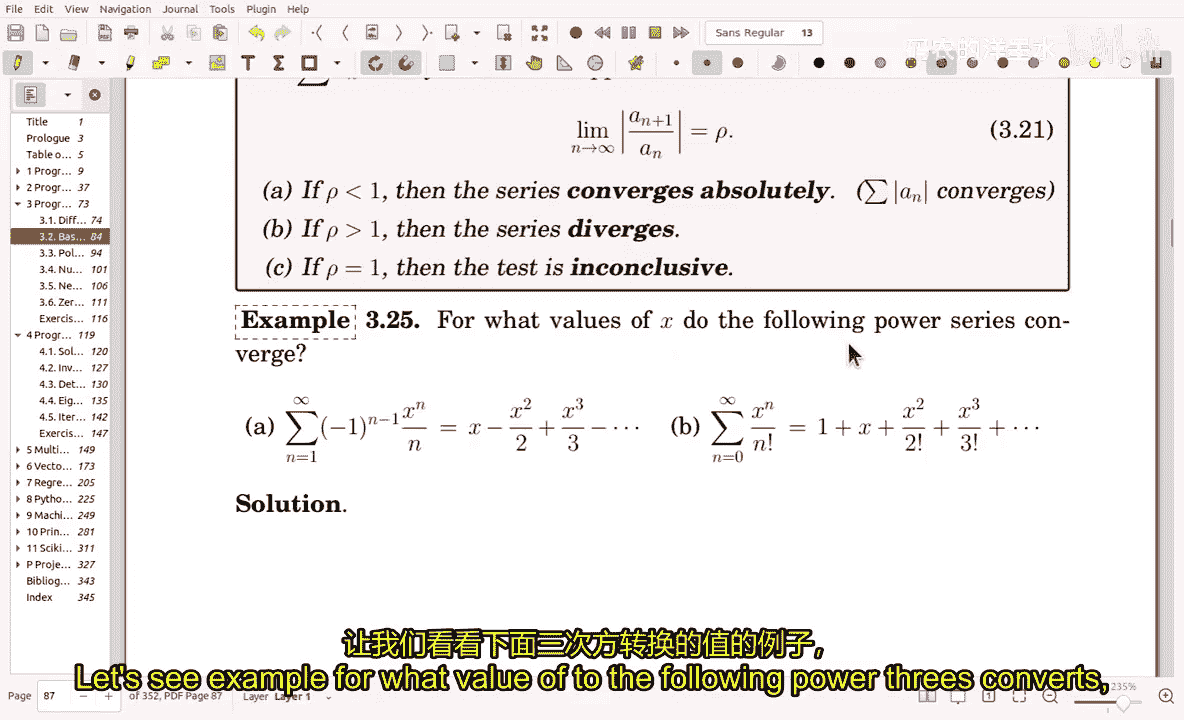 File Edit View Navigation Journal Tools Plugin Help
Sans Regular 13
Title 1
Prologue 3
Table o... 5
1 Progr... 9
2 Progr... 37
3 Progr... 73
3.1. Diff... 74
3.2. Bas... 84
3.3. Pol... 94
3.4. Nu... 101
3.5. Ne... 106
3.6. Zer... 111
Exercis... 116
4 Progr... 119
4.1. Sol... 120
4.2. Inv... 127
4.3. Det... 130
4.4. Eig... 135
4.5. Iter... 142
Exercis... 147
5 Multi... 149
6 Vecto... 173
7 Regre... 205
8 Pytho... 225
9 Machi... 249
10 Prin... 281
11 Sciki... 311
P Proje... 327
Bibliog... 343
Index 345
lim n→∞ |a_{n+1}/a_n| = ρ. (3.21)
(a) If ρ < 1, then the series converges absolutely. (∑ |a_n| converges)
(b) If ρ > 1, then the series diverges.
(c) If ρ = 1, then the test is inconclusive.
Example 3.25. For what values of x do the following power series con-
verge?
(a) ∑_{n=1}^{∞} (−1)^{n−1} x^n/n = x − x^2/2 + x^3/3 − ··· (b) ∑_{n=0}^{∞} x^n/n! = 1 + x + x^2/2! + x^3/3! + ···
Solution.
让我们看看下面三次方转换的值的例子，
Let's see example for what value of to the following power threes converts,
Page 87 of 352, PDF Page 87 Layer Layer 1 235%